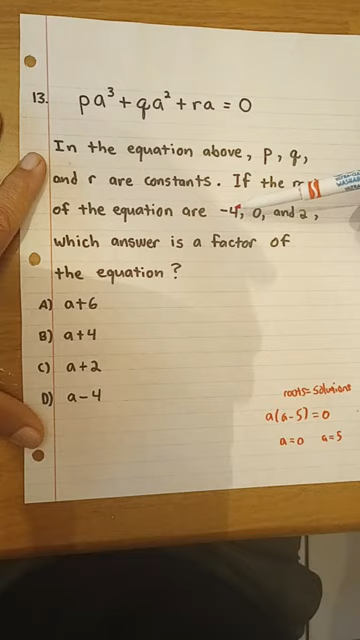 13. pa³ + qa² + ra = 0
In the equation above, p, q,
and r are constants. If the
of the equation are -4, 0, and 2,
which answer is a factor of
the equation?
A) a+6
B) a+4
C) a+2
D) a-4
roots=solutions
a(a-5)=0
a=0 a=5